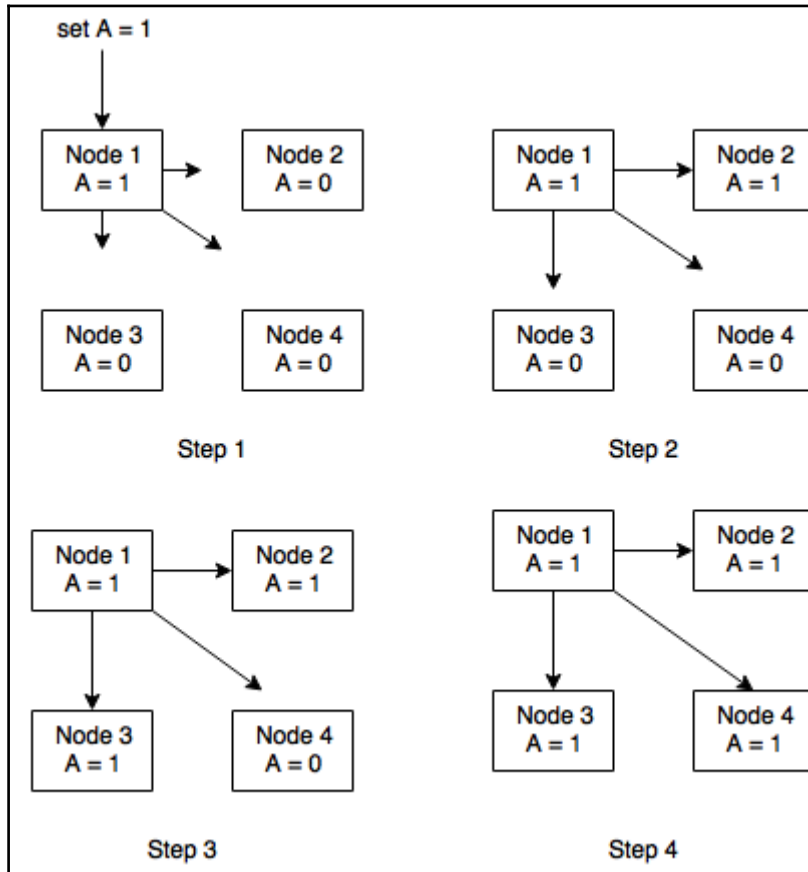 set A = 1
Node 1
A = 1
Node 2
A = 0
Node 3
A = 0
Node 4
A = 0
Step 1
Node 1
A = 1
Node 2
A = 1
Node 3
A = 0
Node 4
A = 0
Step 2
Node 1
A = 1
Node 2
A = 1
Node 3
A = 1
Node 4
A = 0
Step 3
Node 1
A = 1
Node 2
A = 1
Node 3
A = 1
Node 4
A = 1
Step 4